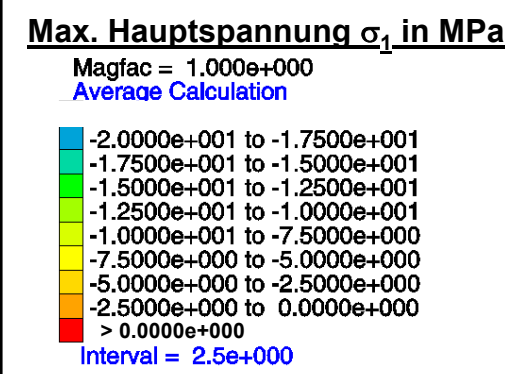 Max. Hauptspannung σ1 in MPa
Magfac = 1.000e+000
Average Calculation
-2.0000e+001 to -1.7500e+001
-1.7500e+001 to -1.5000e+001
-1.5000e+001 to -1.2500e+001
-1.2500e+001 to -1.0000e+001
-1.0000e+001 to -7.5000e+000
-7.5000e+000 to -5.0000e+000
-5.0000e+000 to -2.5000e+000
-2.5000e+000 to 0.0000e+000
> 0.0000e+000
Interval = 2.5e+000